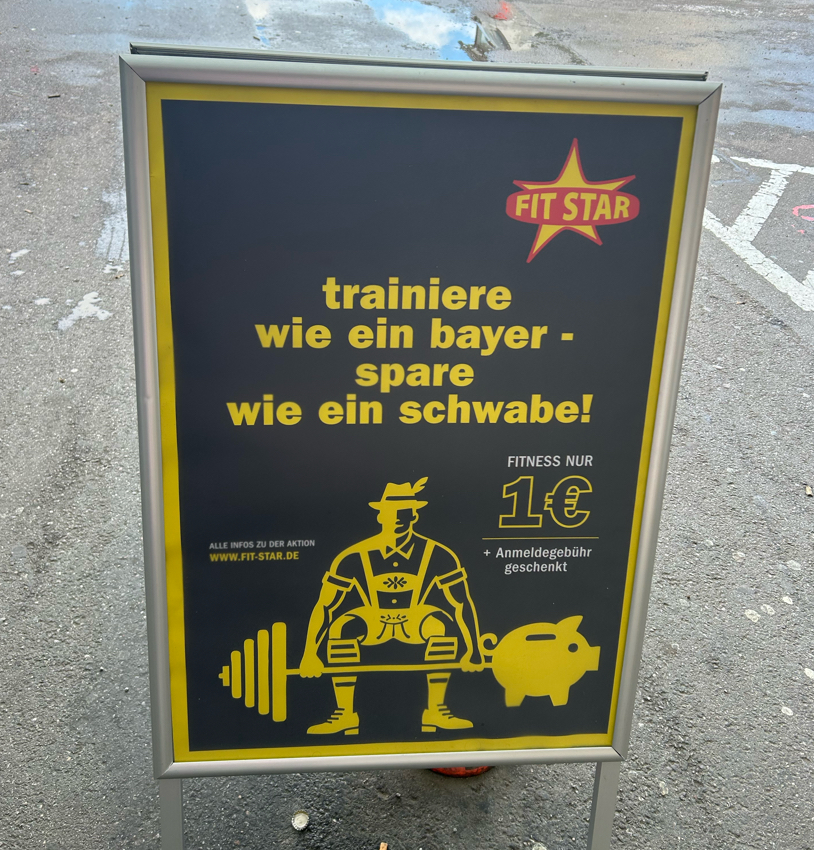 FIT STAR
trainiere
wie ein bayer -
spare
wie ein schwabe!
FITNESS NUR
1€
+ Anmeldegebühr
geschenkt
ALLE INFOS ZU DER AKTION
WWW.FIT-STAR.DE